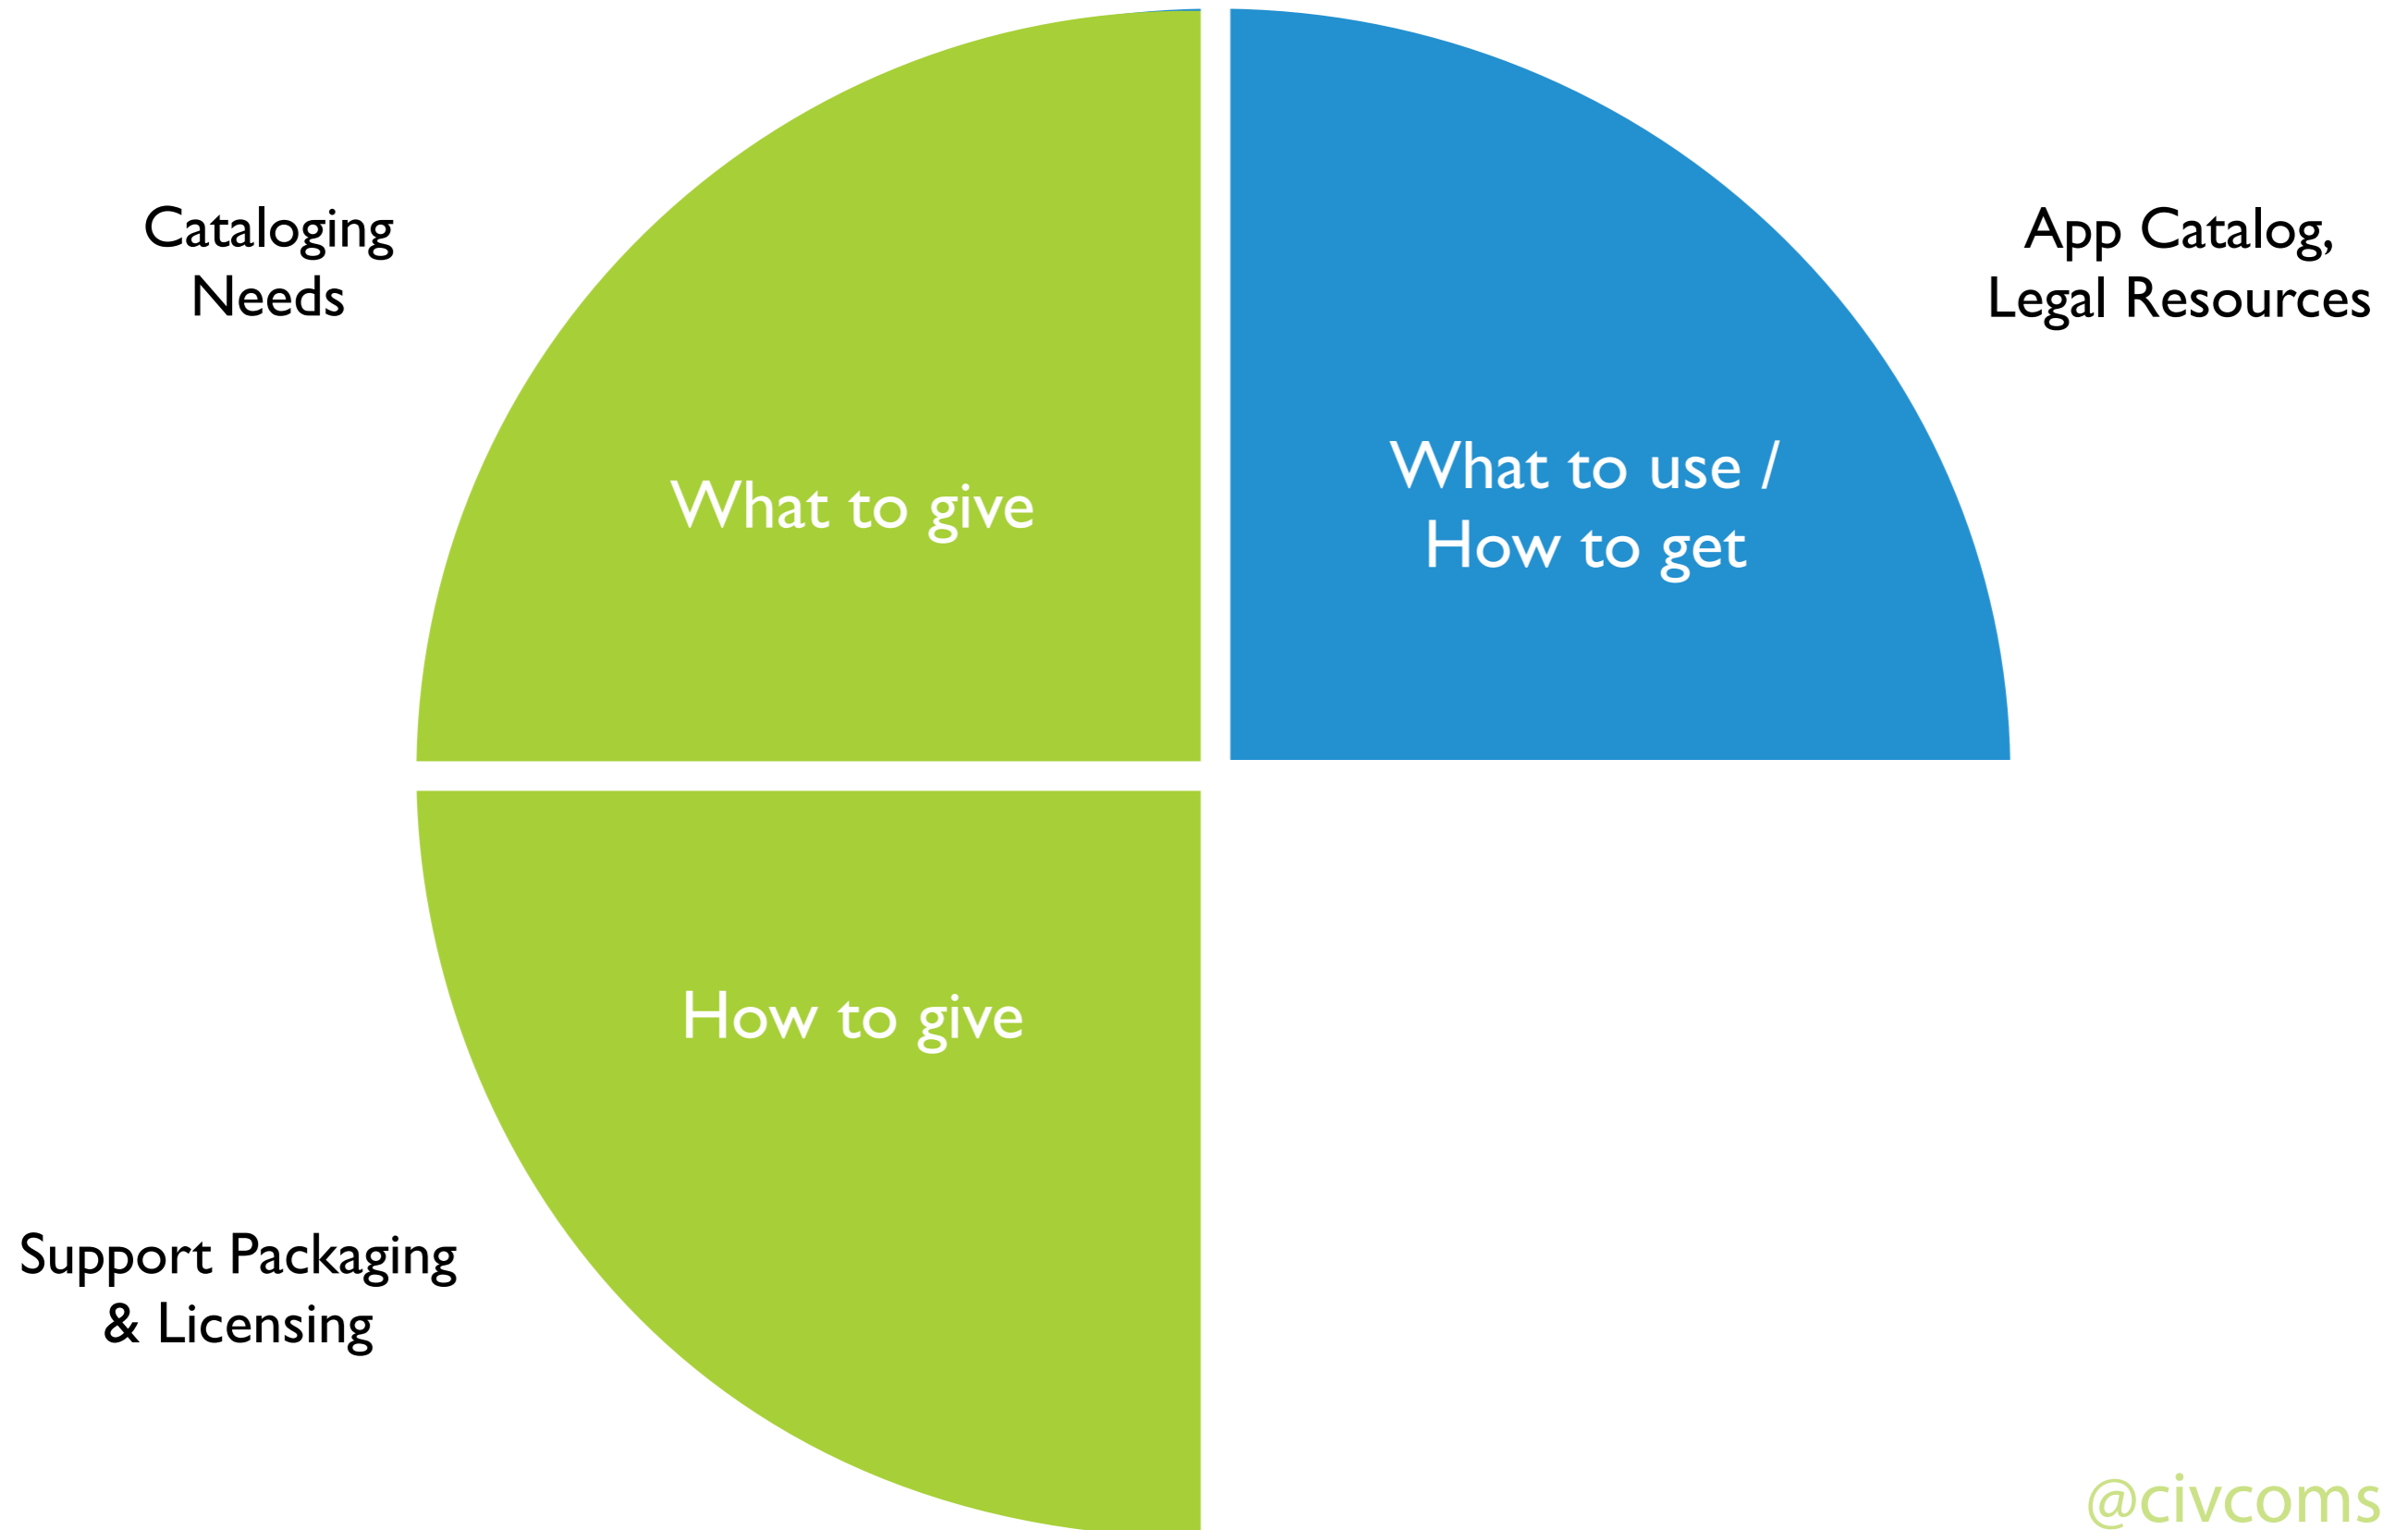 Cataloging
Needs
App Catalog,
Legal Resources
What to give
What to use /
How to get
How to give
Support Packaging
& Licensing
@civcoms